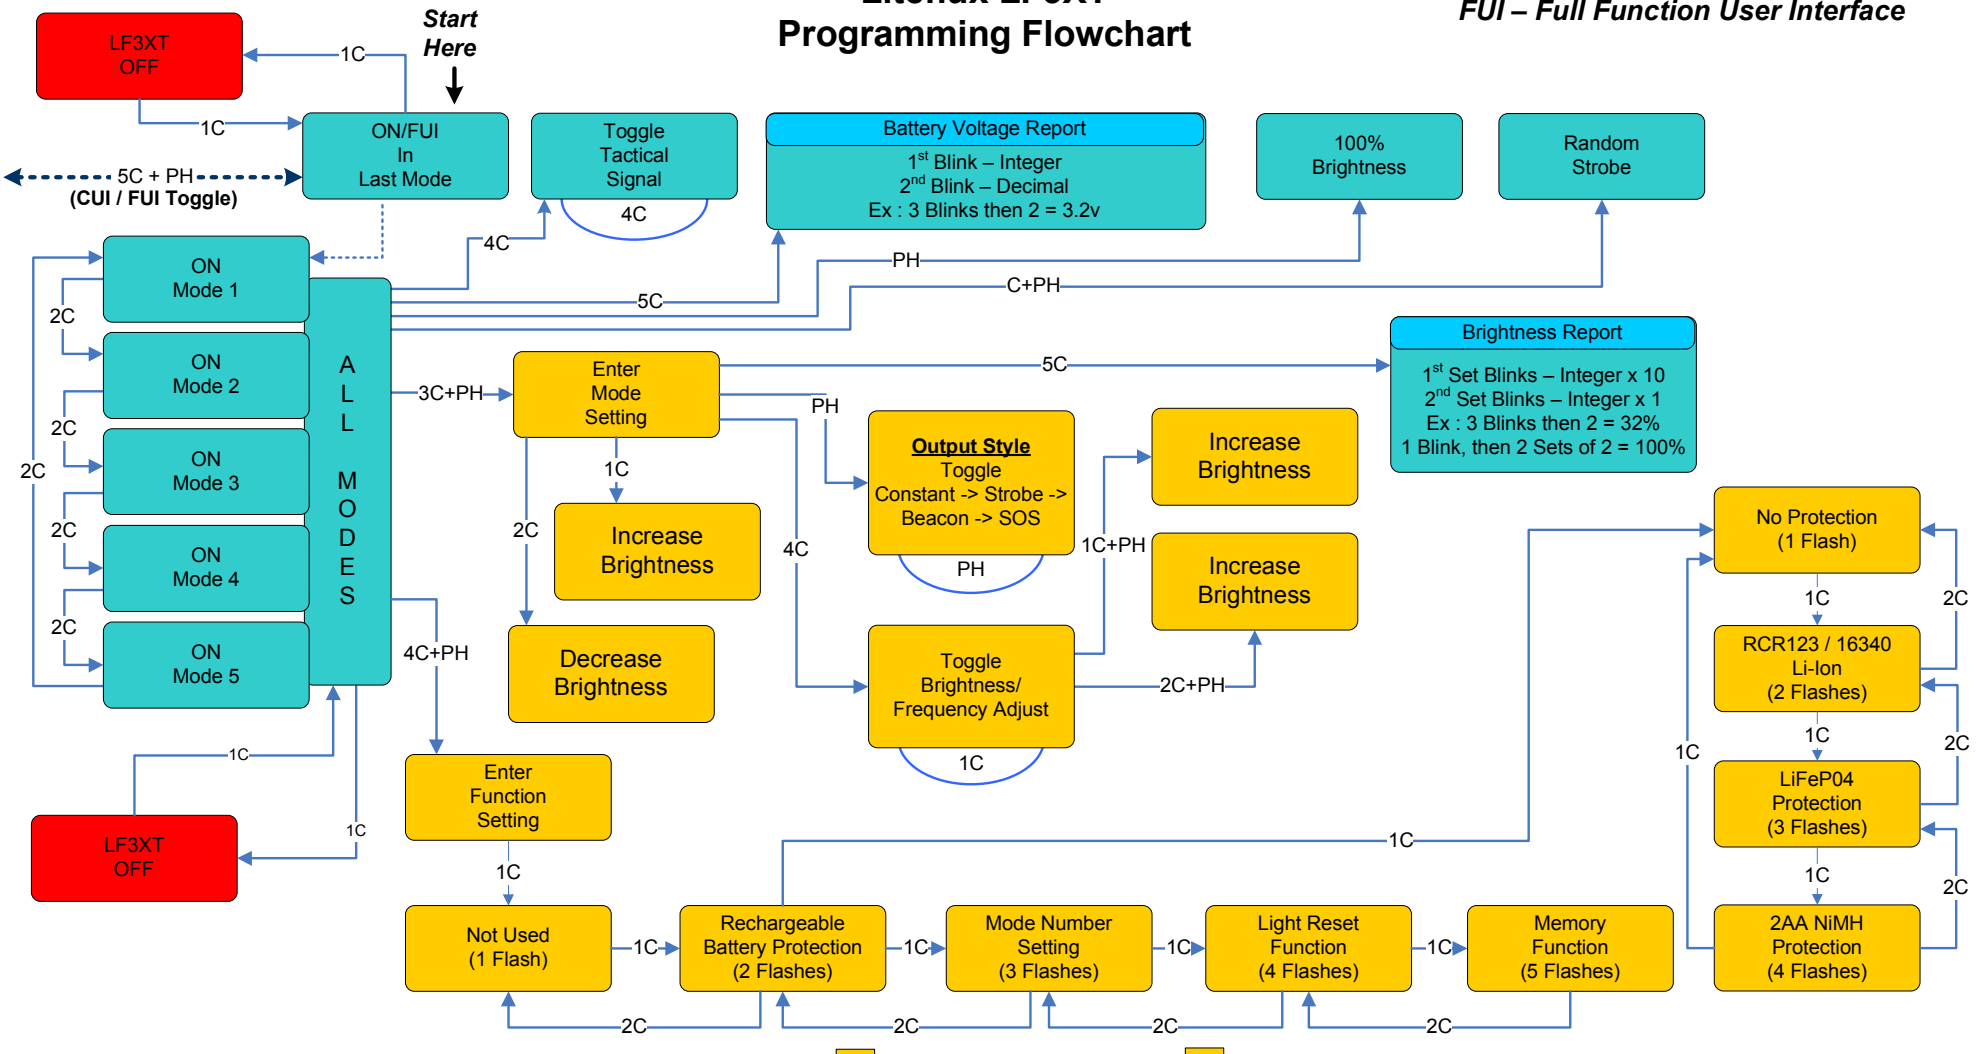 Programming Flowchart
FUI – Full Function User Interface
Start
Here
LF3XT
OFF
1C
1C
ON/FUI
In
Last Mode
5C + PH
(CUI / FUI Toggle)
Toggle
Tactical
Signal
4C
Battery Voltage Report
1st Blink – Integer
2nd Blink – Decimal
Ex : 3 Blinks then 2 = 3.2v
100%
Brightness
Random
Strobe
4C
5C
PH
C+PH
ON
Mode 1
2C
ON
Mode 2
2C
ON
Mode 3
2C
2C
ON
Mode 4
2C
ON
Mode 5
ALL MODES
3C+PH
4C+PH
Enter
Mode
Setting
5C
PH
1C
2C
4C
Brightness Report
1st Set Blinks – Integer x 10
2nd Set Blinks – Integer x 1
Ex : 3 Blinks then 2 = 32%
1 Blink, then 2 Sets of 2 = 100%
Output Style
Toggle
Constant -> Strobe ->
Beacon -> SOS
PH
Increase
Brightness
Increase
Brightness
1C+PH
Increase
Brightness
Decrease
Brightness
Toggle
Brightness/
Frequency Adjust
1C
2C+PH
1C
1C
LF3XT
OFF
Enter
Function
Setting
1C
Not Used
(1 Flash)
1C
Rechargeable
Battery Protection
(2 Flashes)
1C
Mode Number
Setting
(3 Flashes)
1C
Light Reset
Function
(4 Flashes)
1C
Memory
Function
(5 Flashes)
2C
2C
2C
2C
1C
No Protection
(1 Flash)
1C
2C
RCR123 / 16340
Li-Ion
(2 Flashes)
1C
2C
1C
LiFeP04
Protection
(3 Flashes)
1C
2C
2AA NiMH
Protection
(4 Flashes)